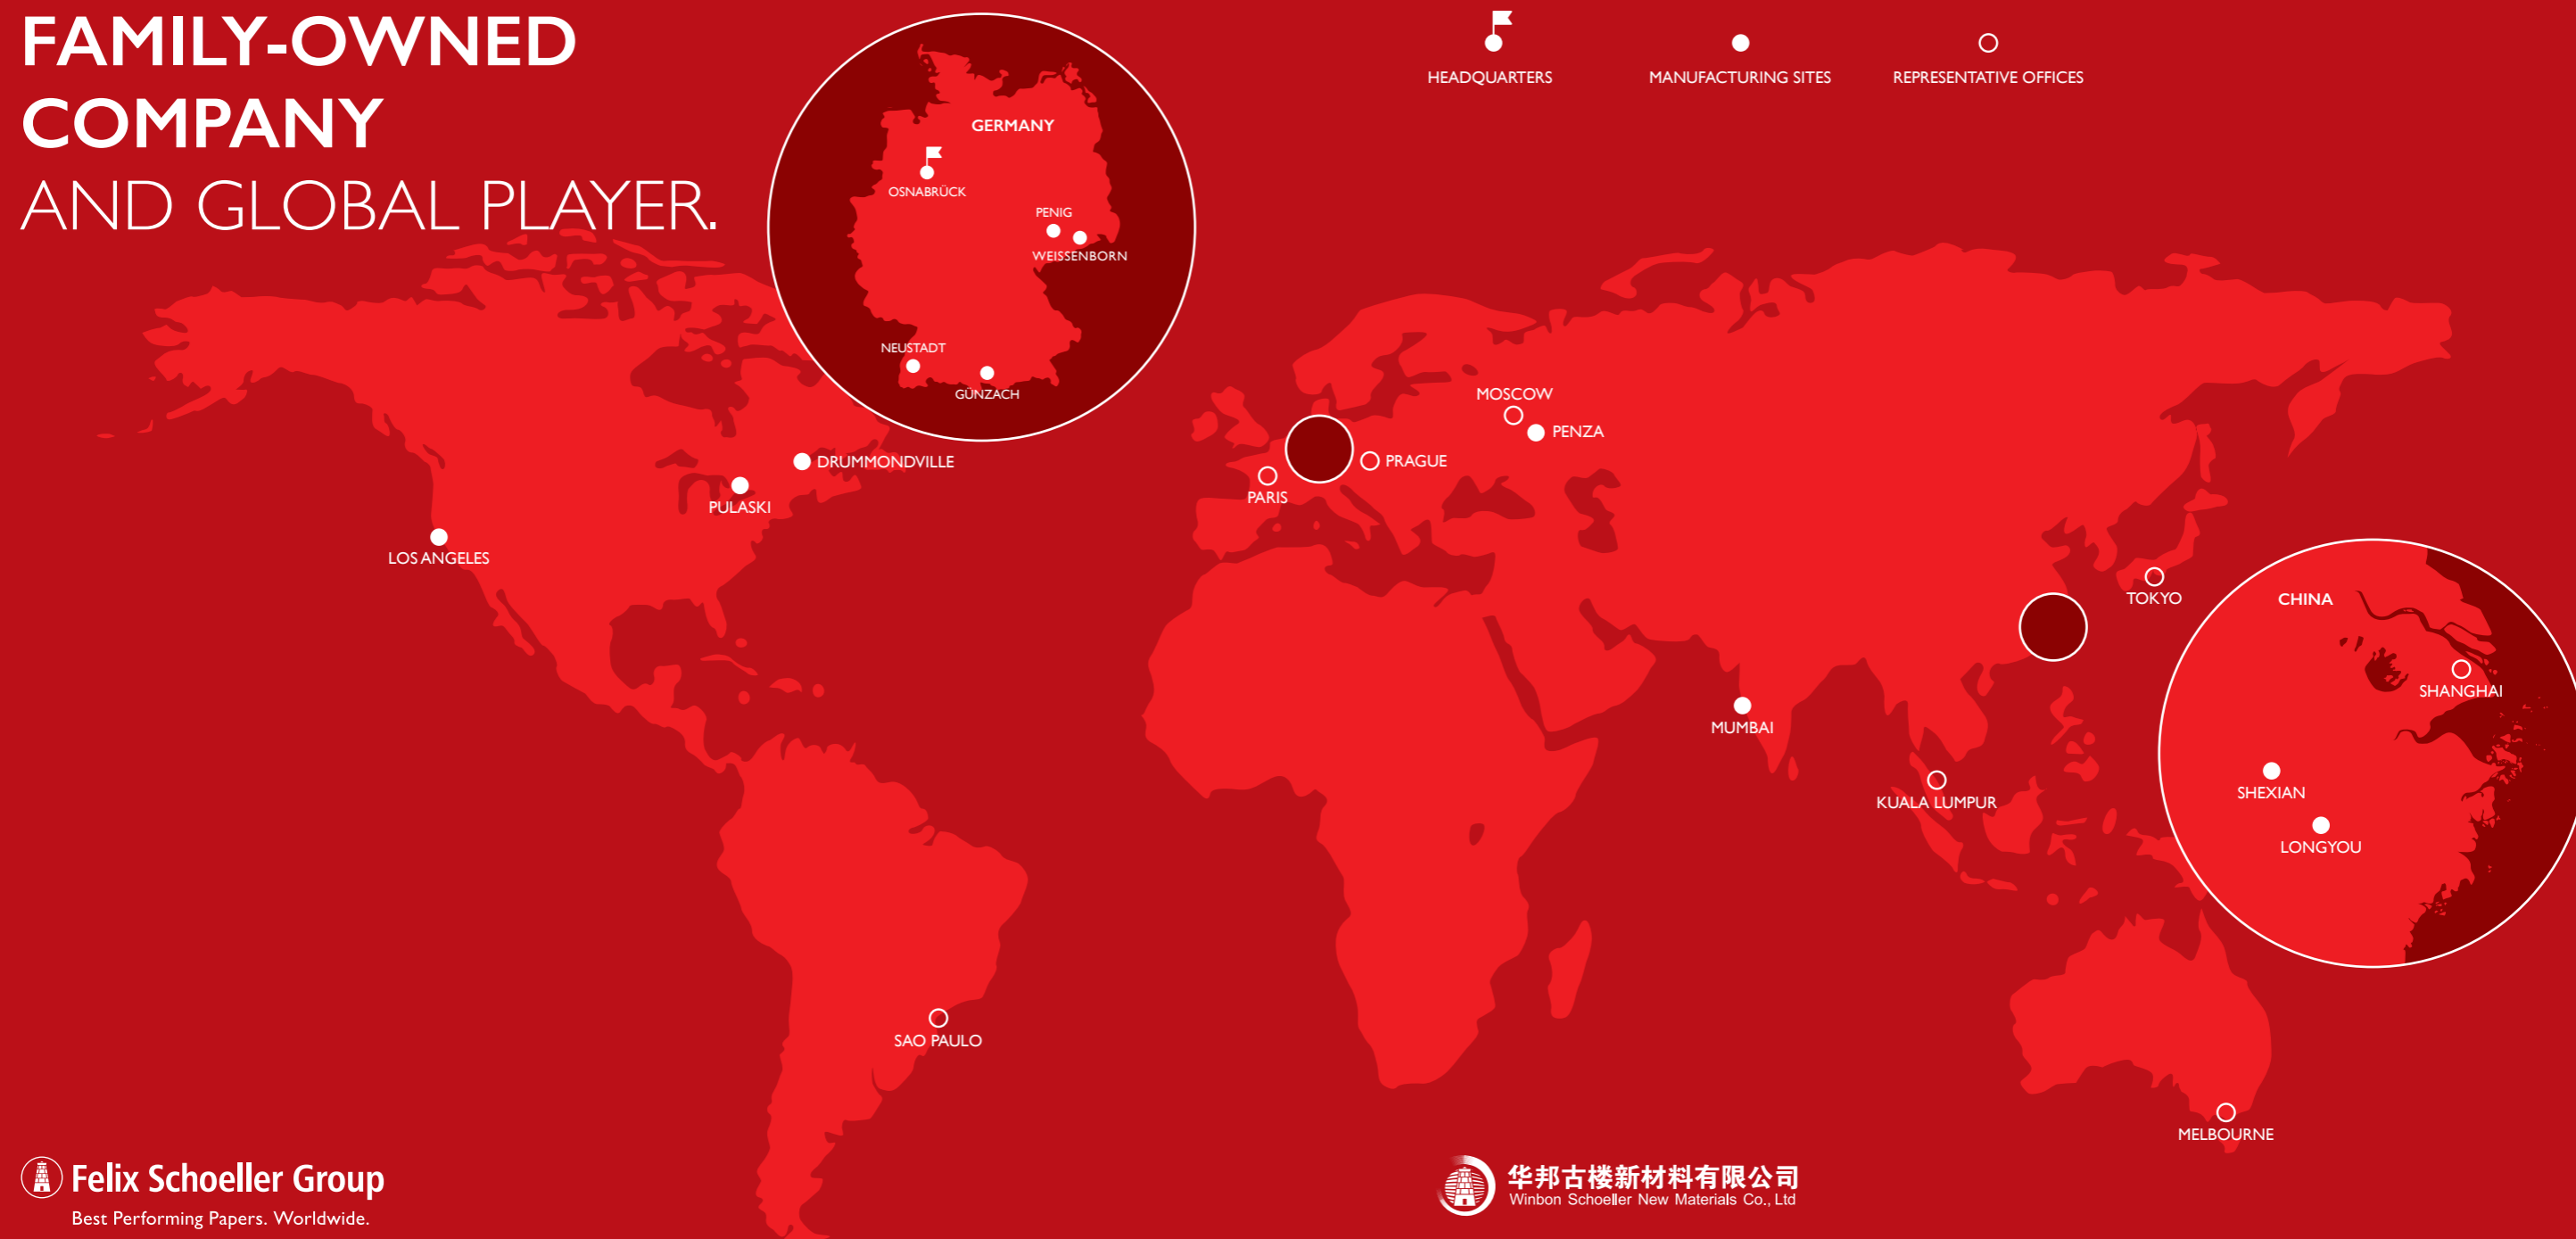 FAMILY-OWNED
COMPANY
AND GLOBAL PLAYER.
HEADQUARTERS
MANUFACTURING SITES
REPRESENTATIVE OFFICES
GERMANY
OSNABRÜCK
PENIG
WEISSENBORN
NEUSTADT
GÜNZACH
MOSCOW
PENZA
PRAGUE
PARIS
DRUMMONDVILLE
PULASKI
LOS ANGELES
TOKYO
CHINA
SHANGHAI
SHEXIAN
LONGYOU
MUMBAI
KUALA LUMPUR
SAO PAULO
MELBOURNE
Felix Schoeller Group
Best Performing Papers. Worldwide.
华邦古楼新材料有限公司
Winbon Schoeller New Materials Co., Ltd